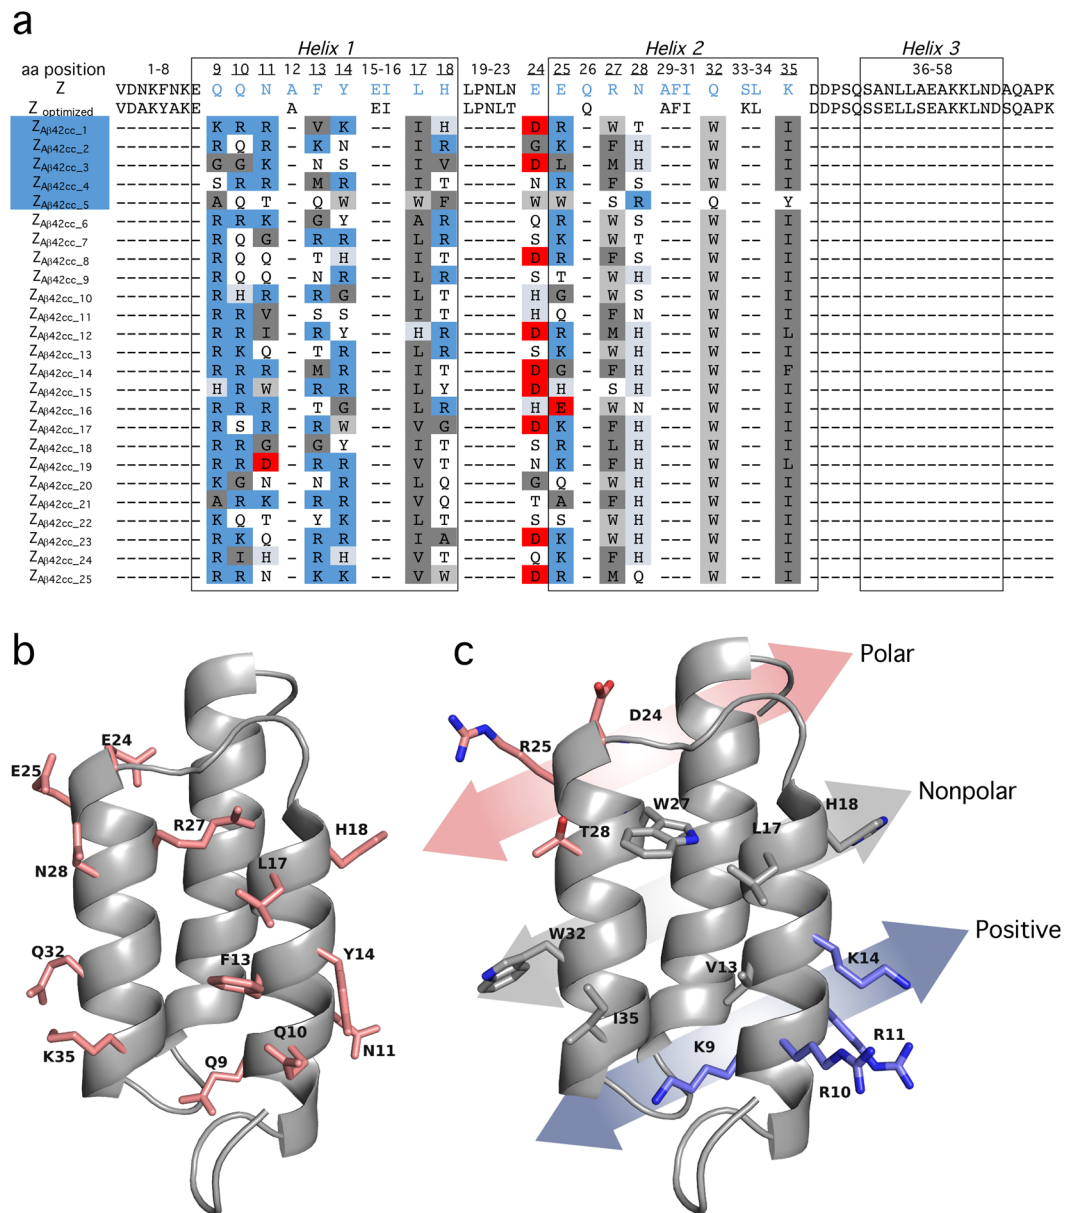 a
Helix 1 Helix 2 Helix 3
aa position 1-8 9 10 11 12 13 14 15-16 17 18 19-23 24 25 26 27 28 29-31 32 33-34 35 36-58
Z VDNKFNKE Q Q N A F Y EI L H LPNLN E E Q R N AFI Q SL K DDPSQSANLLAEAKKLNDAQAPK
Z optimized VDAKYAKE A EI LPNLT Q AFI KL DDPSQSSELLSEAKKLNDSQAPK
ZAβ42cc_1 -------- K R R - V K -- I H ----- D R - W T --- W -- I -----------------------
ZAβ42cc_2 -------- R Q R - K N -- I R ----- G K - F H --- W -- I -----------------------
ZAβ42cc_3 -------- G G K - N S -- I V ----- D L - M H --- W -- I -----------------------
ZAβ42cc_4 -------- S R R - M R -- I T ----- N R - F S --- W -- I -----------------------
ZAβ42cc_5 -------- A Q T - Q W -- W F ----- W W - S R --- Q -- Y -----------------------
ZAβ42cc_6 -------- R R K - G Y -- A R ----- Q R - W S --- W -- I -----------------------
ZAβ42cc_7 -------- R Q G - R R -- L R ----- S K - W T --- W -- I -----------------------
ZAβ42cc_8 -------- R Q Q - T H -- I T ----- D R - F S --- W -- I -----------------------
ZAβ42cc_9 -------- R Q Q - N R -- L R ----- S T - W H --- W -- I -----------------------
ZAβ42cc_10 -------- R H R - R G -- L T ----- H G - W S --- W -- I -----------------------
ZAβ42cc_11 -------- R R V - S S -- I T ----- H Q - F N --- W -- I -----------------------
ZAβ42cc_12 -------- R R I - R Y -- H R ----- D R - M H --- W -- L -----------------------
ZAβ42cc_13 -------- R K Q - T R -- L R ----- S K - W H --- W -- I -----------------------
ZAβ42cc_14 -------- R R R - M R -- I T ----- D G - F H --- W -- F -----------------------
ZAβ42cc_15 -------- H R W - R R -- L Y ----- D H - S H --- W -- I -----------------------
ZAβ42cc_16 -------- R R R - T G -- L R ----- H E - W N --- W -- I -----------------------
ZAβ42cc_17 -------- R S R - R W -- V G ----- D K - F H --- W -- I -----------------------
ZAβ42cc_18 -------- R R G - G Y -- I T ----- S R - L H --- W -- I -----------------------
ZAβ42cc_19 -------- R R D - R R -- V T ----- N K - F H --- W -- L -----------------------
ZAβ42cc_20 -------- K G N - N R -- L Q ----- G Q - W H --- W -- I -----------------------
ZAβ42cc_21 -------- A R K - R R -- V Q ----- T A - F H --- W -- I -----------------------
ZAβ42cc_22 -------- K Q T - Y K -- L T ----- S S - W H --- W -- I -----------------------
ZAβ42cc_23 -------- R K Q - R R -- I A ----- D K - W H --- W -- I -----------------------
ZAβ42cc_24 -------- R I H - R H -- V T ----- Q K - F H --- W -- I -----------------------
ZAβ42cc_25 -------- R R N - K K -- V W ----- D R - M Q --- W -- I -----------------------
b
E24
E25
R27
H18
N28
L17
Q32
F13
Y14
K35
Q10
N11
Q9
c
Polar
D24
R25
Nonpolar
W27
H18
T28
L17
Positive
W32
K14
V13
I35
R11
K9
R10